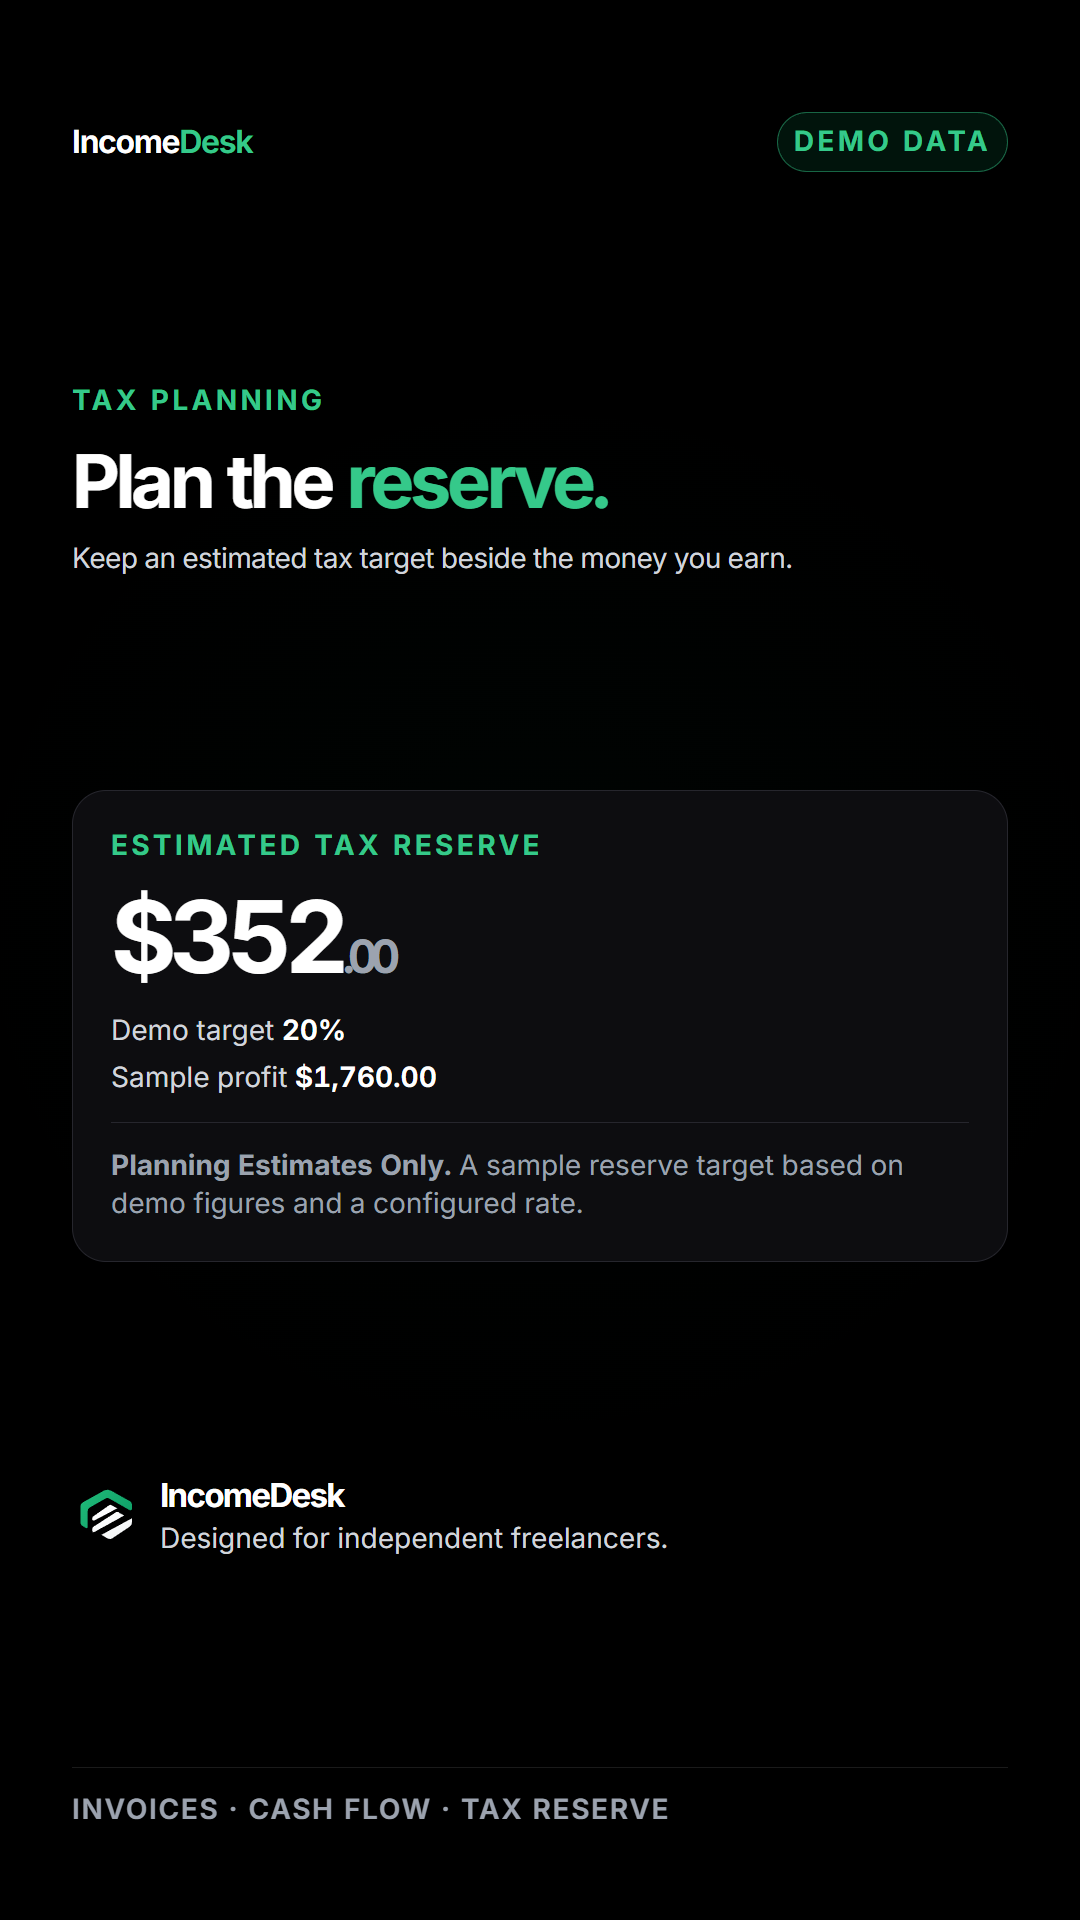 IncomeDesk
DEMO DATA
TAX PLANNING
Plan the reserve.
Keep an estimated tax target beside the money you earn.
ESTIMATED TAX RESERVE
$352.00
Demo target 20%
Sample profit $1,760.00
Planning Estimates Only. A sample reserve target based on
demo figures and a configured rate.
IncomeDesk
Designed for independent freelancers.
INVOICES · CASH FLOW · TAX RESERVE